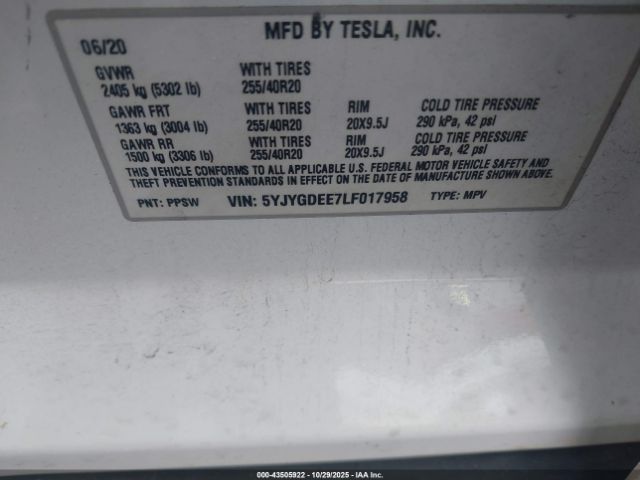 MFD BY TESLA, INC.
06/20
GVWR WITH TIRES
2405 kg (5302 lb) 255/40R20
GAWR FRT WITH TIRES RIM COLD TIRE PRESSURE
1363 kg (3004 lb) 255/40R20 20X9.5J 290 kPa, 42 psi
GAWR RR WITH TIRES RIM COLD TIRE PRESSURE
1500 kg (3306 lb) 255/40R20 20X9.5J 290 kPa, 42 psi
THIS VEHICLE CONFORMS TO ALL APPLICABLE U.S. FEDERAL MOTOR VEHICLE SAFETY AND
THEFT PREVENTION STANDARDS IN EFFECT ON THE DATE OF MANUFACTURE SHOWN ABOVE.
PNT: PPSW VIN: 5YJYGDEE7LF017958 TYPE: MPV
000-43505922 - 10/29/2025 - IAA Inc.